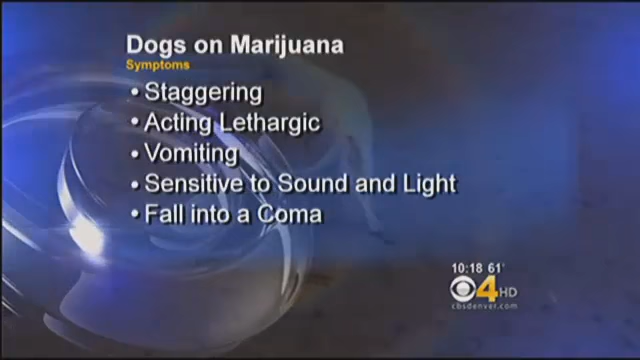 Dogs on Marijuana
Symptoms
• Staggering
• Acting Lethargic
• Vomiting
• Sensitive to Sound and Light
• Fall into a Coma
10:18 61°
4 HD
cbsdenver.com